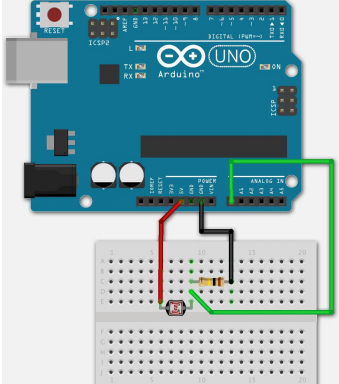 RESET
ICSP2
AREF
GND
13
12
~11
~10
~9
8
7
~6
~5
4
~3
2
TX▶1
RX◀0
DIGITAL (PWM=~)
L
TX
RX
Arduino™
UNO
ON
ICSP
IOREF
RESET
3V3
5V
GND
GND
VIN
POWER
ANALOG IN
A1
A2
A3
A4
A5
1 5 10 15 20